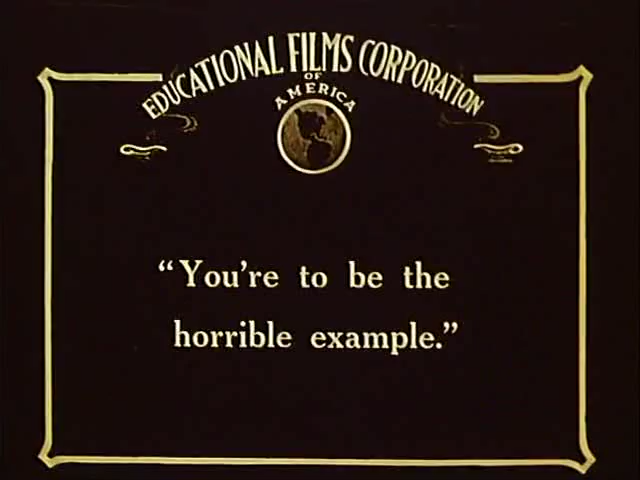 EDUCATIONAL FILMS CORPORATION
OF
AMERICA
“You're to be the
horrible example.”